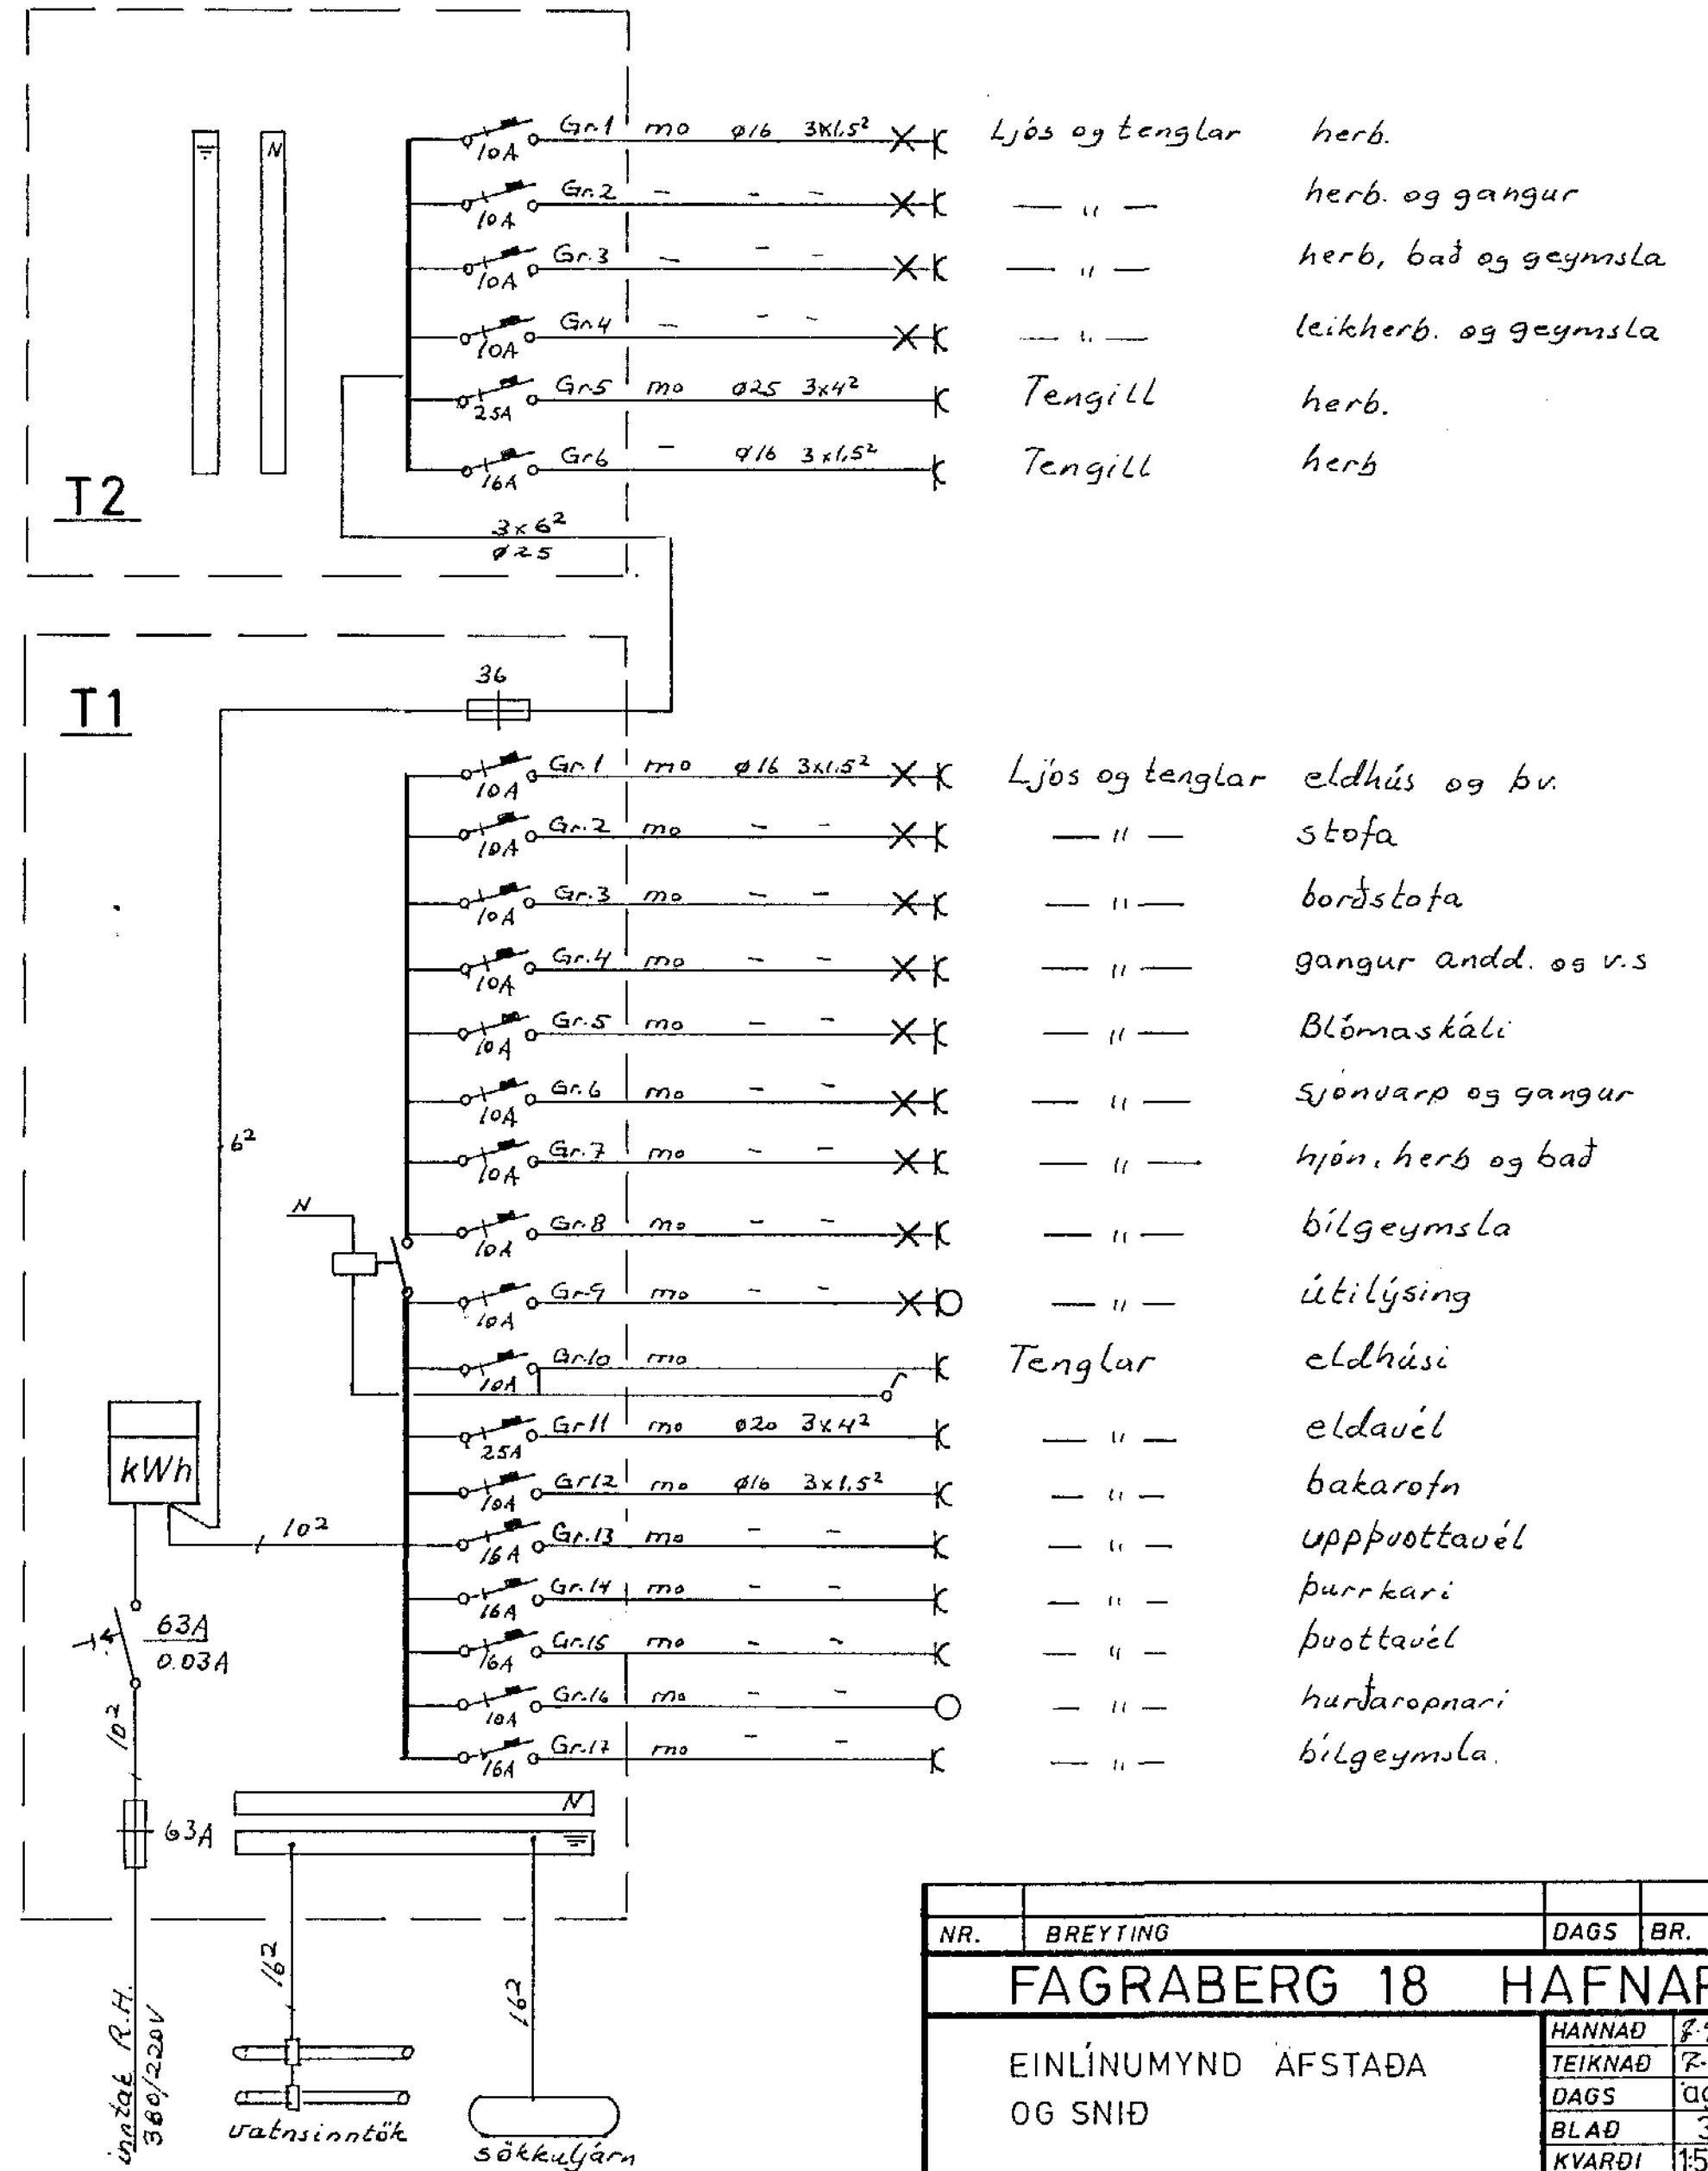 Gr.1 mo ø16 3x1.5² Ljós og tenglar herb.
10A
N
Gr.2 - - - — " — herb. og gangur
10A
Gr.3 - - - — " — herb, bað og geymsla
10A
Gr.4 - - - — " — leikherb. og geymsla
10A
Gr5 mo ø25 3x4² Tengill herb.
25A
Gr6 - ø16 3x1,5² Tengill herb
16A
T2
3x6²
ø25
T1
36
Gr.1 mo ø16 3x1.5² Ljós og tenglar eldhús og þv.
10A
Gr.2 mo - - — " — stofa
10A
Gr.3 mo - - — " — borðstofa
10A
Gr.4 mo - - — " — gangur andd. og v.s
10A
Gr.5 mo - - — " — Blómaskáli
10A
Gr.6 mo - - — " — sjónvarp og gangur
10A
6²
Gr.7 mo - - — " — hjón. herb og bað
10A
N
Gr.8 mo - - — " — bílgeymsla
10A
Gr.9 mo - - — " — útilýsing
10A
Gr.10 mo Tenglar eldhúsi
10A
Gr11 mo ø20 3x4² — " — eldavél
25A
kWh
Gr12 mo ø16 3x1.5² — " — bakarofn
10A
10²
Gr.13 mo - - — " — uppþvottavél
16A
Gr.14 mo - - — " — þurrkari
16A
63A
0.03A
Gr.15 mo - - — " — þvottavél
16A
Gr.16 mo - - — " — hurðaropnari
10A
10²
Gr.17 mo - - — " — bílgeymsla.
16A
N
63A
16²
16²
inntak R.H.
380/220V
vatnsinntök
sökkuljárn
NR. BREYTING DAGS BR.
FAGRABERG 18 HAFNAR
EINLÍNUMYND AFSTAÐA
OG SNIÐ
HANNAÐ
TEIKNAÐ
DAGS ág
BLAÐ 3
KVARÐI 1:5